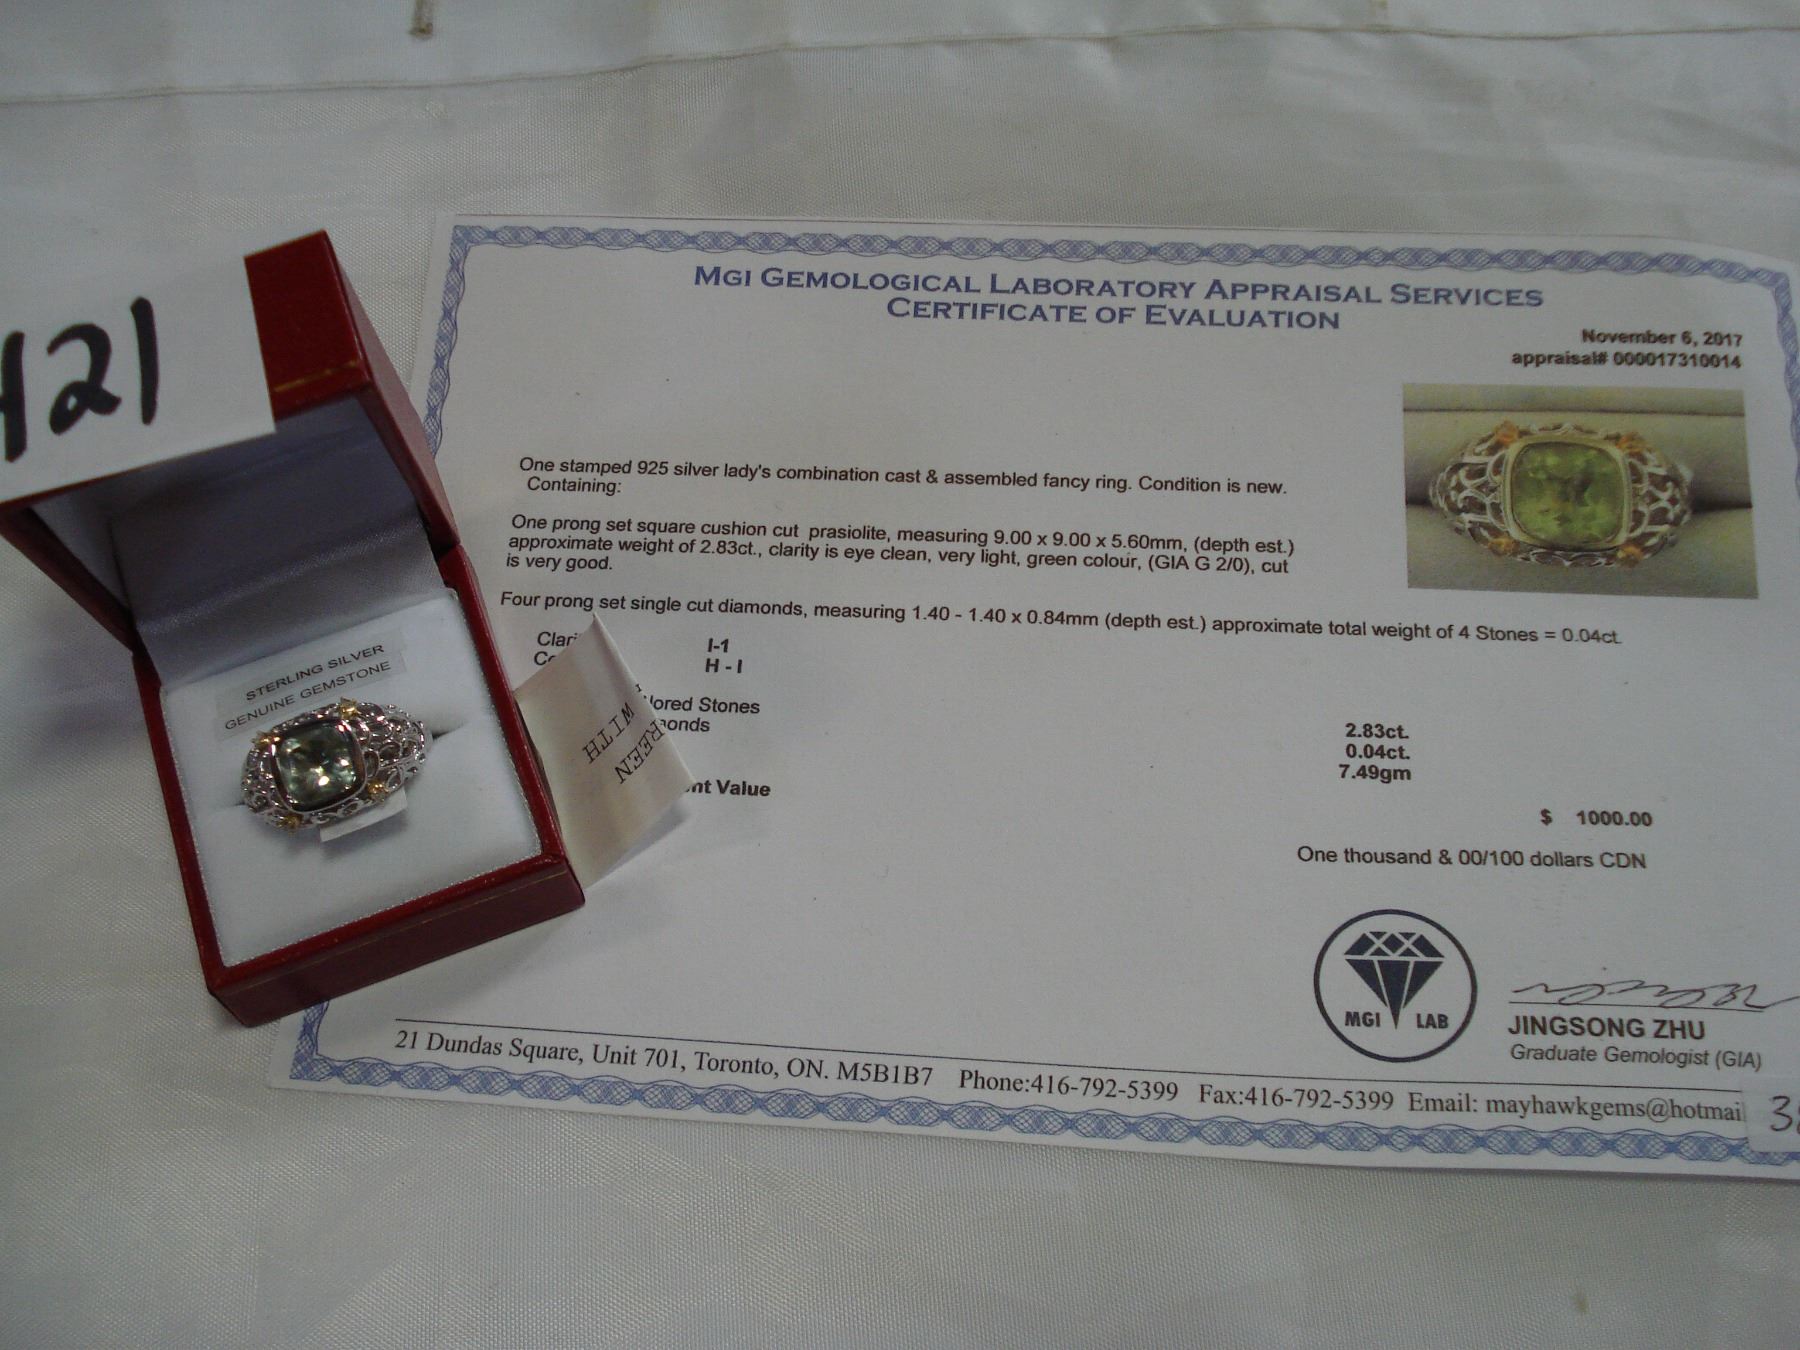 421
MGI GEMOLOGICAL LABORATORY APPRAISAL SERVICES
CERTIFICATE OF EVALUATION
November 6, 2017
appraisal# 000017310014
One stamped 925 silver lady's combination cast & assembled fancy ring. Condition is new.
Containing:
One prong set square cushion cut prasiolite, measuring 9.00 x 9.00 x 5.60mm, (depth est.)
approximate weight of 2.83ct., clarity is eye clean, very light, green colour, (GIA G 2/0), cut
is very good.
Four prong set single cut diamonds, measuring 1.40 - 1.40 x 0.84mm (depth est.) approximate total weight of 4 Stones = 0.04ct.
Clari I-1
Co H - I
lored Stones 2.83ct.
onds 0.04ct.
7.49gm
nt Value $ 1000.00
One thousand & 00/100 dollars CDN
STERLING SILVER
GENUINE GEMSTONE
REEN
WITH
MGI LAB
JINGSONG ZHU
Graduate Gemologist (GIA)
21 Dundas Square, Unit 701, Toronto, ON. M5B1B7 Phone:416-792-5399 Fax:416-792-5399 Email: mayhawkgems@hotmai